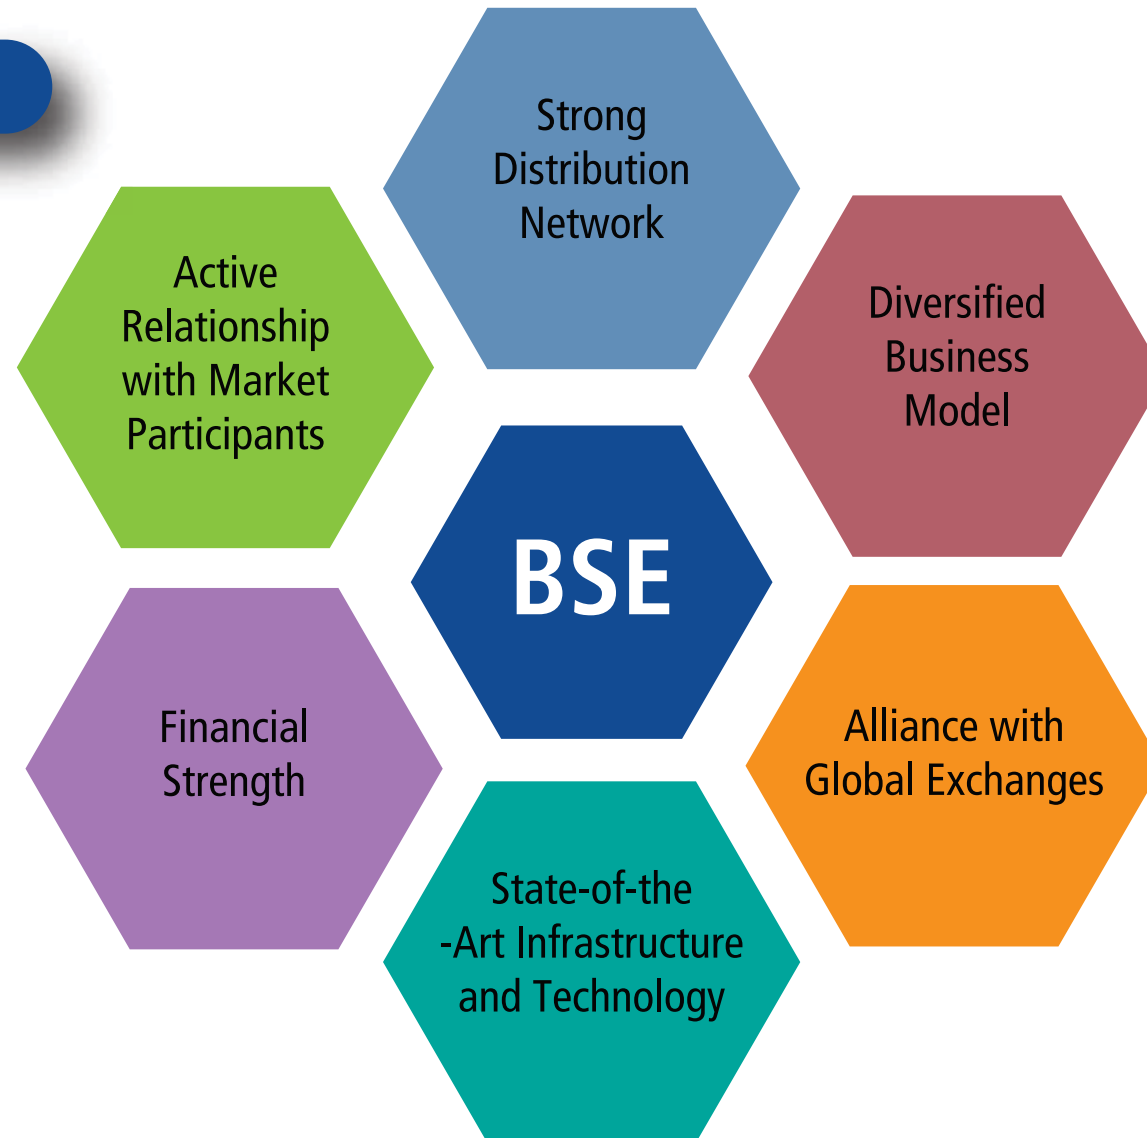 Strong
Distribution
Network
Active
Relationship
with Market
Participants
Diversified
Business
Model
BSE
Financial
Strength
Alliance with
Global Exchanges
State-of-the
-Art Infrastructure
and Technology